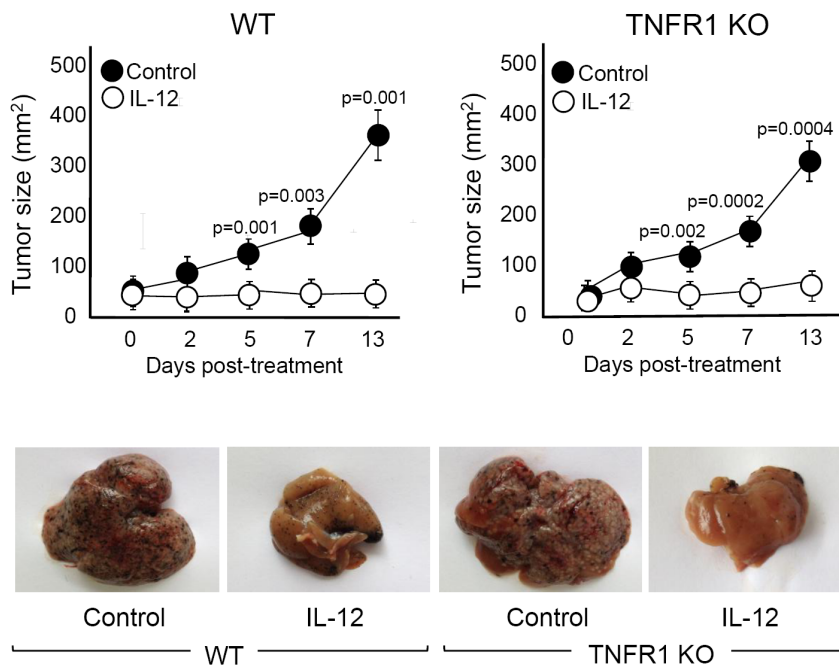 WT
500
400
300
200
100
0
Tumor size (mm²)
Control
IL-12
p=0.001
p=0.003
p=0.001
0 2 5 7 13
Days post-treatment
TNFR1 KO
500
400
300
200
100
0
Tumor size (mm²)
Control
IL-12
p=0.002
p=0.0002
p=0.0004
0 2 5 7 13
Days post-treatment
Control IL-12 Control IL-12
WT TNFR1 KO